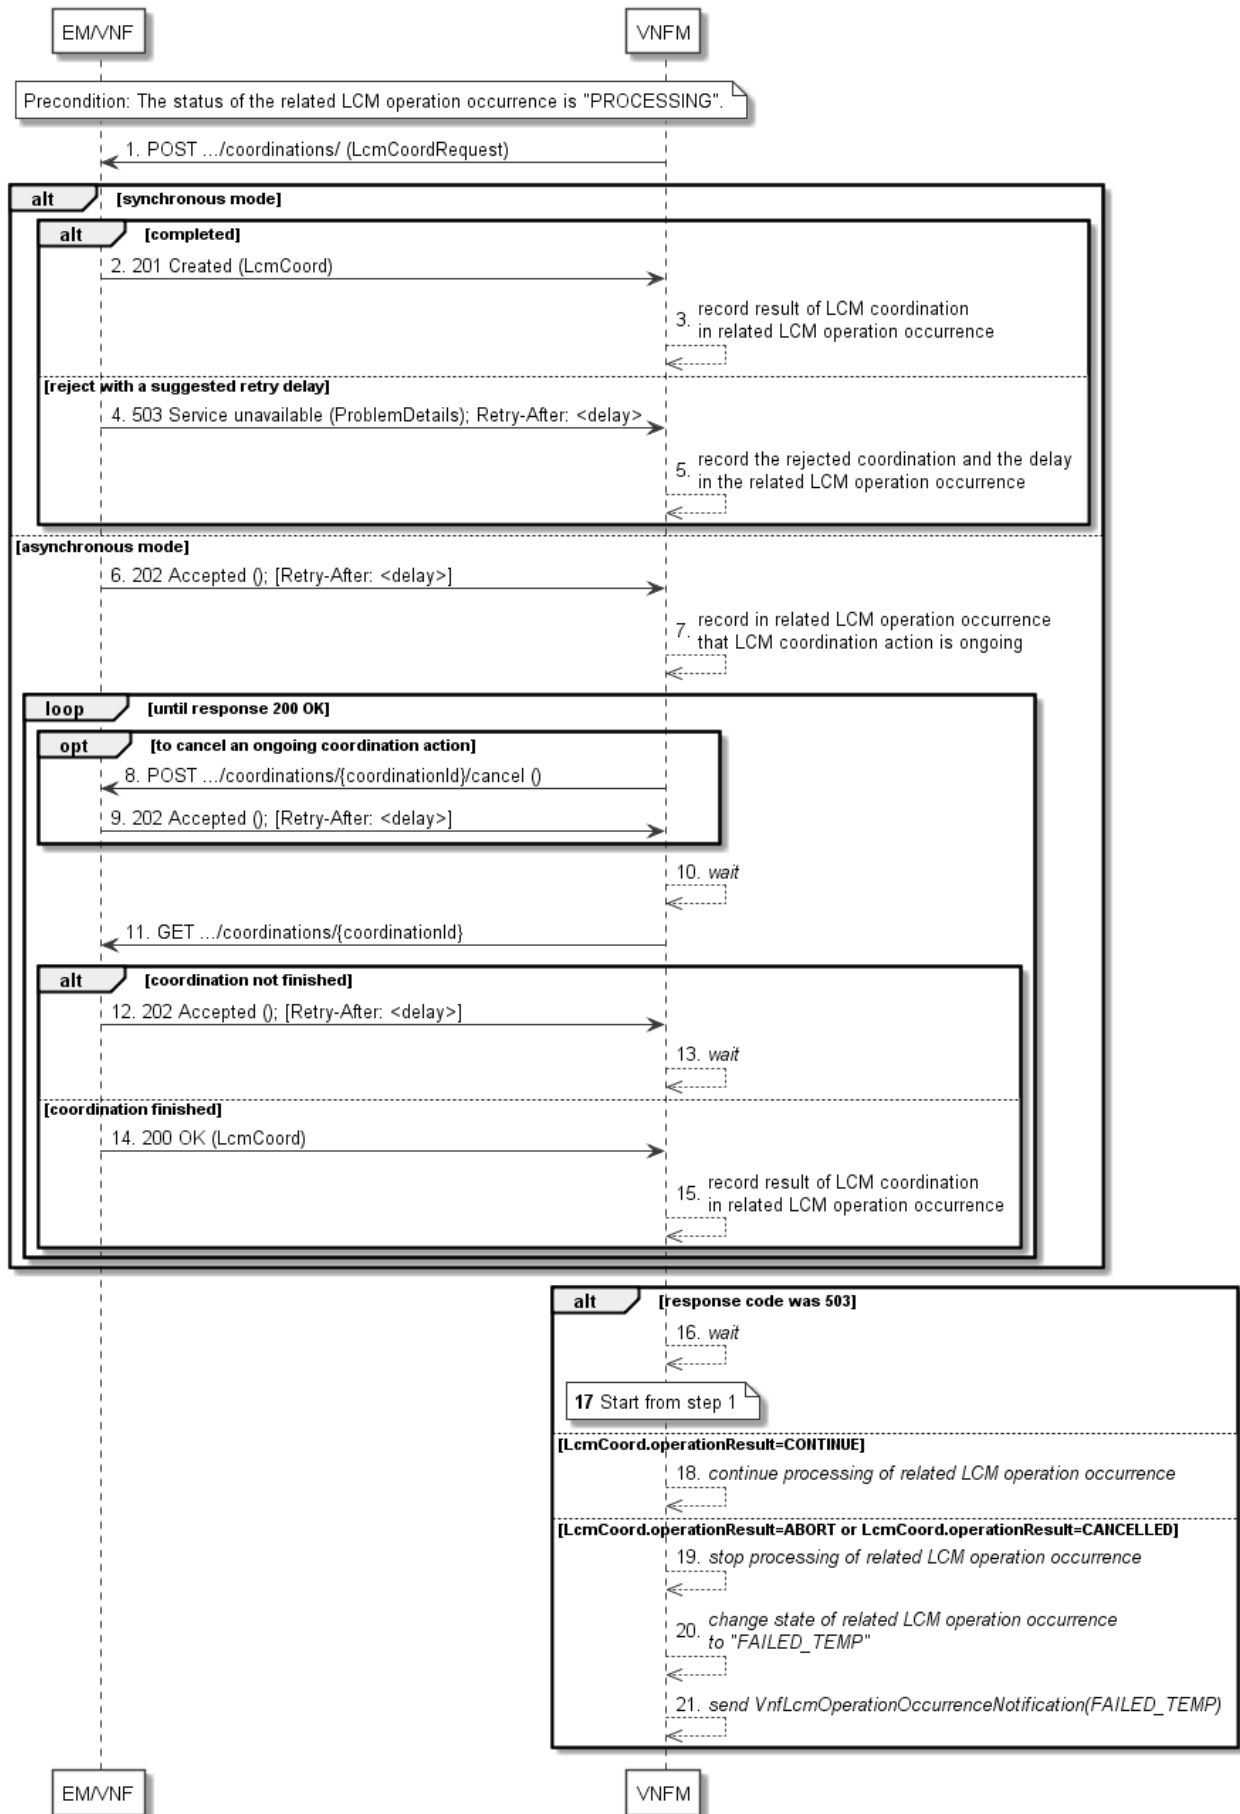 EM/VNF
VNFM
Precondition: The status of the related LCM operation occurrence is "PROCESSING".
1. POST .../coordinations/ (LcmCoordRequest)
alt
[synchronous mode]
alt
[completed]
2. 201 Created (LcmCoord)
3. record result of LCM coordination
in related LCM operation occurrence
[reject with a suggested retry delay]
4. 503 Service unavailable (ProblemDetails); Retry-After: <delay>
5. record the rejected coordination and the delay
in the related LCM operation occurrence
[asynchronous mode]
6. 202 Accepted (); [Retry-After: <delay>]
7. record in related LCM operation occurrence
that LCM coordination action is ongoing
loop
[until response 200 OK]
opt
[to cancel an ongoing coordination action]
8. POST .../coordinations/{coordinationId}/cancel ()
9. 202 Accepted (); [Retry-After: <delay>]
10. wait
11. GET .../coordinations/{coordinationId}
alt
[coordination not finished]
12. 202 Accepted (); [Retry-After: <delay>]
13. wait
[coordination finished]
14. 200 OK (LcmCoord)
15. record result of LCM coordination
in related LCM operation occurrence
alt
[response code was 503]
16. wait
17 Start from step 1
[LcmCoord.operationResult=CONTINUE]
18. continue processing of related LCM operation occurrence
[LcmCoord.operationResult=ABORT or LcmCoord.operationResult=CANCELLED]
19. stop processing of related LCM operation occurrence
20. change state of related LCM operation occurrence
to "FAILED_TEMP"
21. send VnfLcmOperationOccurrenceNotification(FAILED_TEMP)
EM/VNF
VNFM